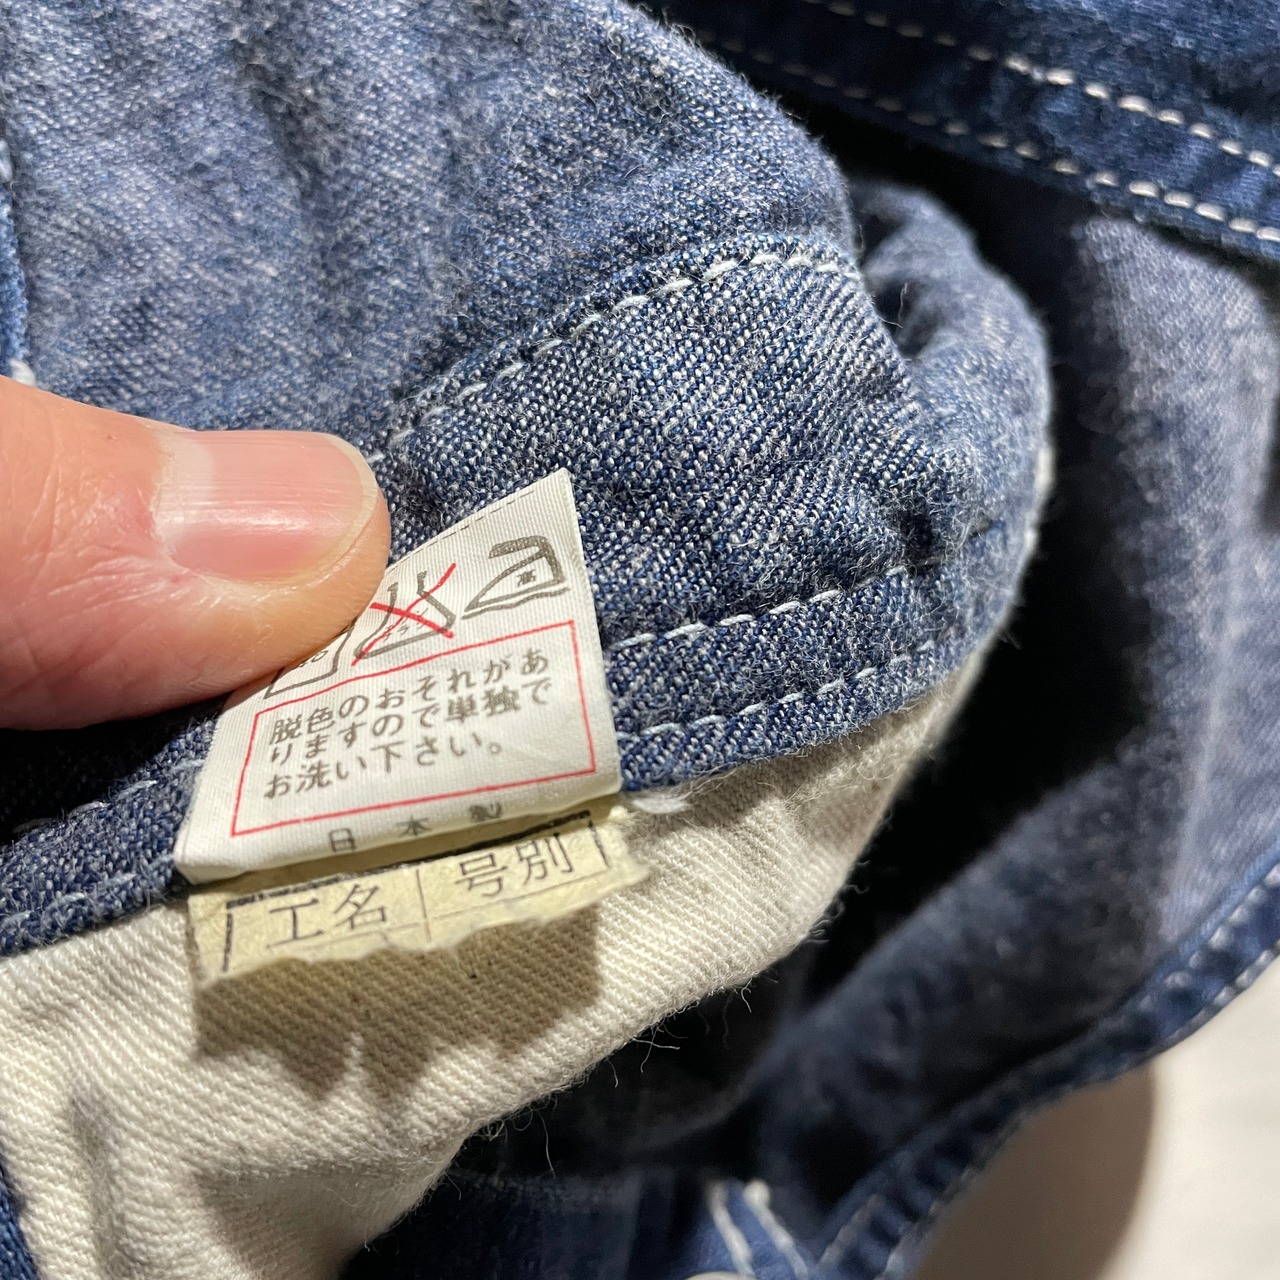 高
脱色のおそれがあ
りますので単独で
お洗い下さい。
日本製
工名 号別